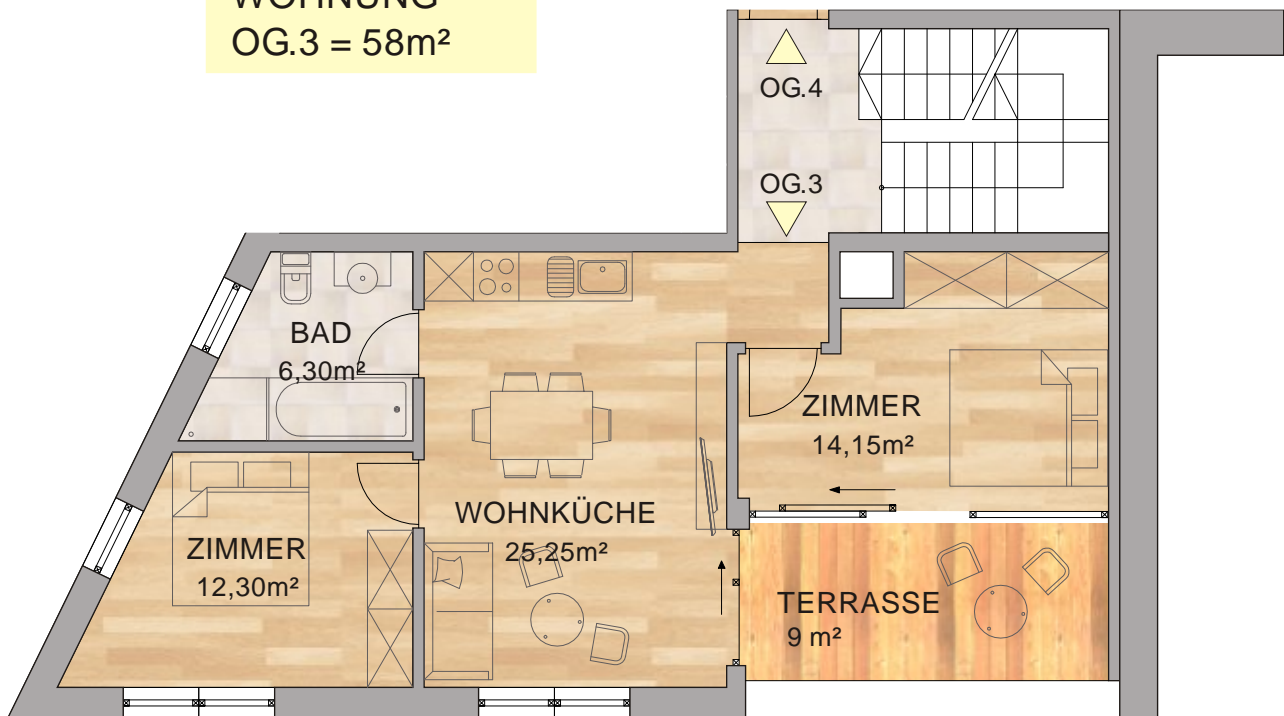 WOHNUNG
OG.3 = 58m²
OG.4
OG.3
BAD
6,30m²
ZIMMER
14,15m²
WOHNKÜCHE
25,25m²
ZIMMER
12,30m²
TERRASSE
9 m²